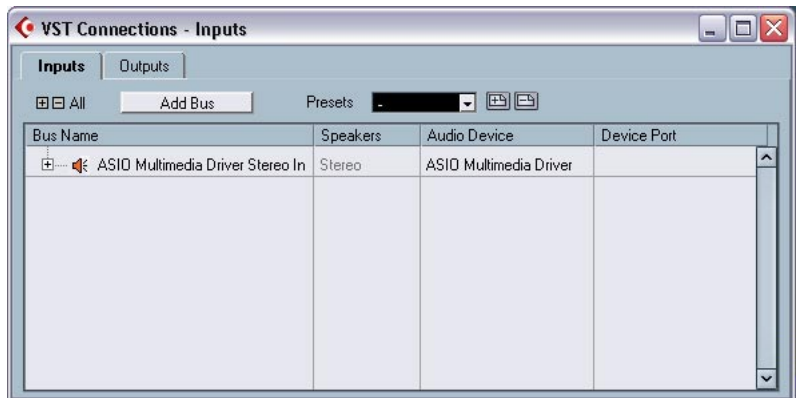 VST Connections - Inputs
Inputs Outputs
All Add Bus Presets -
Bus Name Speakers Audio Device Device Port
ASIO Multimedia Driver Stereo In Stereo ASIO Multimedia Driver